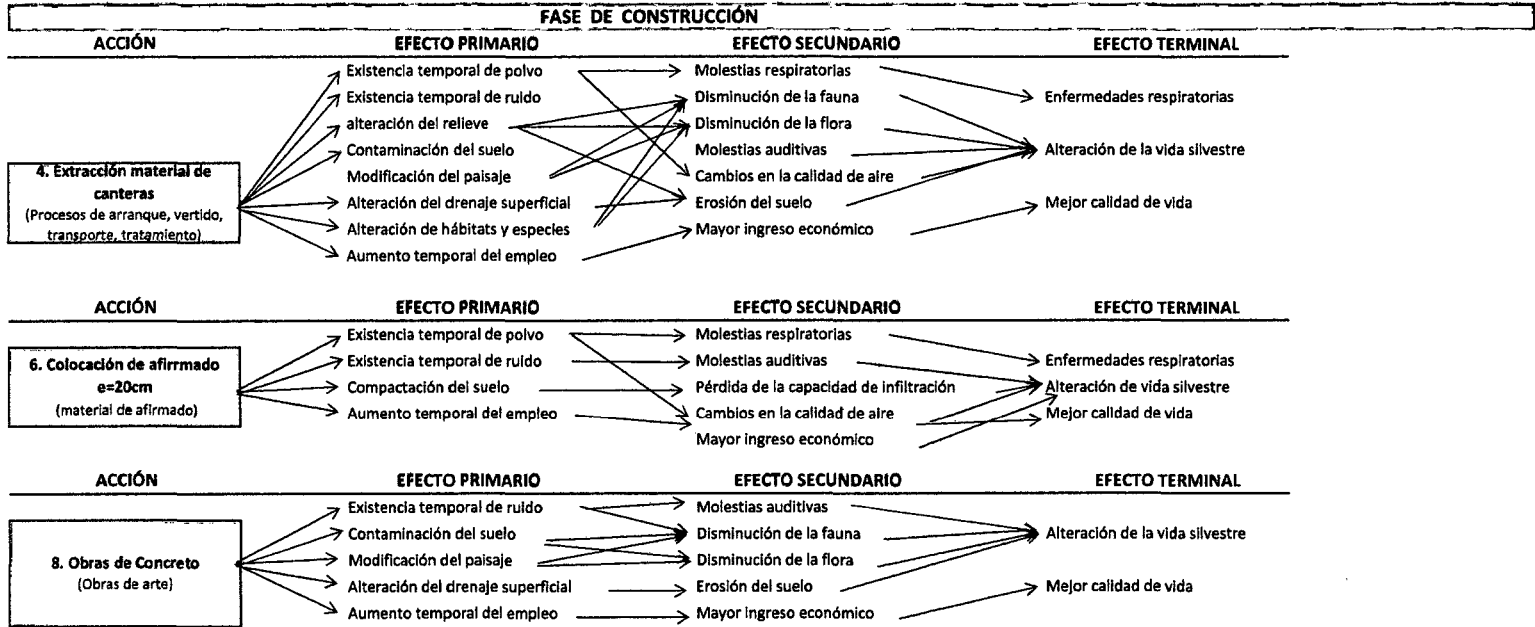 FASE DE CONSTRUCCIÓN
ACCIÓN EFECTO PRIMARIO EFECTO SECUNDARIO EFECTO TERMINAL
Existencia temporal de polvo Molestias respiratorias
Existencia temporal de ruido Disminución de la fauna Enfermedades respiratorias
alteración del relieve Disminución de la flora
Contaminación del suelo Molestias auditivas Alteración de la vida silvestre
4. Extracción material de
canteras
(Procesos de arranque, vertido,
transporte, tratamiento)
Modificación del paisaje Cambios en la calidad de aire
Alteración del drenaje superficial Erosión del suelo Mejor calidad de vida
Alteración de hábitats y especies Mayor ingreso económico
Aumento temporal del empleo
ACCIÓN EFECTO PRIMARIO EFECTO SECUNDARIO EFECTO TERMINAL
Existencia temporal de polvo Molestias respiratorias
6. Colocación de afirrmado
e=20cm
(material de afirmado)
Existencia temporal de ruido Molestias auditivas Enfermedades respiratorias
Compactación del suelo Pérdida de la capacidad de infiltración Alteración de vida silvestre
Aumento temporal del empleo Cambios en la calidad de aire Mejor calidad de vida
Mayor ingreso económico
ACCIÓN EFECTO PRIMARIO EFECTO SECUNDARIO EFECTO TERMINAL
Existencia temporal de ruido Molestias auditivas
Contaminación del suelo Disminución de la fauna Alteración de la vida silvestre
8. Obras de Concreto
(Obras de arte)
Modificación del paisaje Disminución de la flora
Alteración del drenaje superficial Erosión del suelo Mejor calidad de vida
Aumento temporal del empleo Mayor ingreso económico